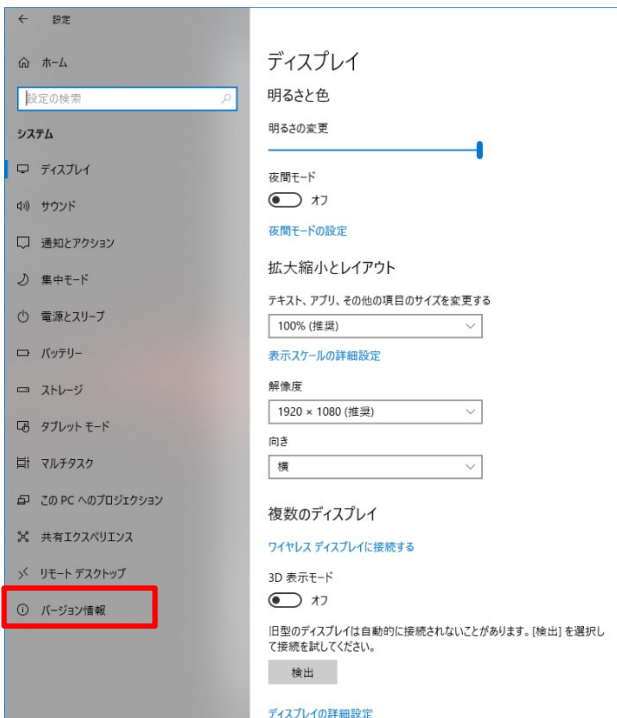 設定
ホーム
設定の検索
システム
ディスプレイ
サウンド
通知とアクション
集中モード
電源とスリープ
バッテリー
ストレージ
タブレット モード
マルチタスク
この PC へのプロジェクション
共有エクスペリエンス
リモート デスクトップ
バージョン情報
ディスプレイ
明るさと色
明るさの変更
夜間モード
オフ
夜間モードの設定
拡大縮小とレイアウト
テキスト、アプリ、その他の項目のサイズを変更する
100% (推奨)
表示スケールの詳細設定
解像度
1920 × 1080 (推奨)
向き
横
複数のディスプレイ
ワイヤレス ディスプレイに接続する
3D 表示モード
オフ
旧型のディスプレイは自動的に接続されないことがあります。[検出] を選択し
て接続を試してください。
検出
ディスプレイの詳細設定